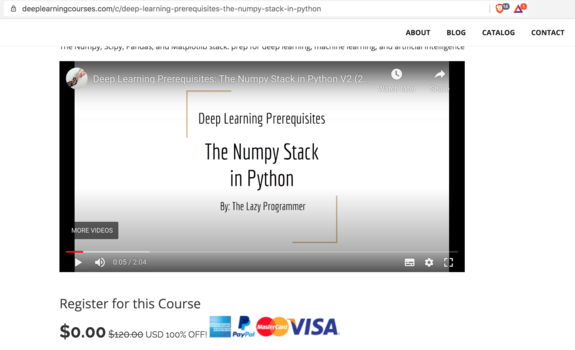 deeplearningcourses.com/c/deep-learning-prerequisites-the-numpy-stack-in-python
ABOUT BLOG CATALOG CONTACT
The Numpy, Scipy, Pandas, and Matplotlib stack: prep for deep learning, machine learning, and artificial intelligence
Deep Learning Prerequisites: The Numpy Stack in Python V2 (2...
Watch later Share
Deep Learning Prerequisites
The Numpy Stack
in Python
By: The Lazy Programmer
MORE VIDEOS
0:05 / 2:04
Register for this Course
$0.00 $120.00 USD 100% OFF! PayPal MasterCard VISA